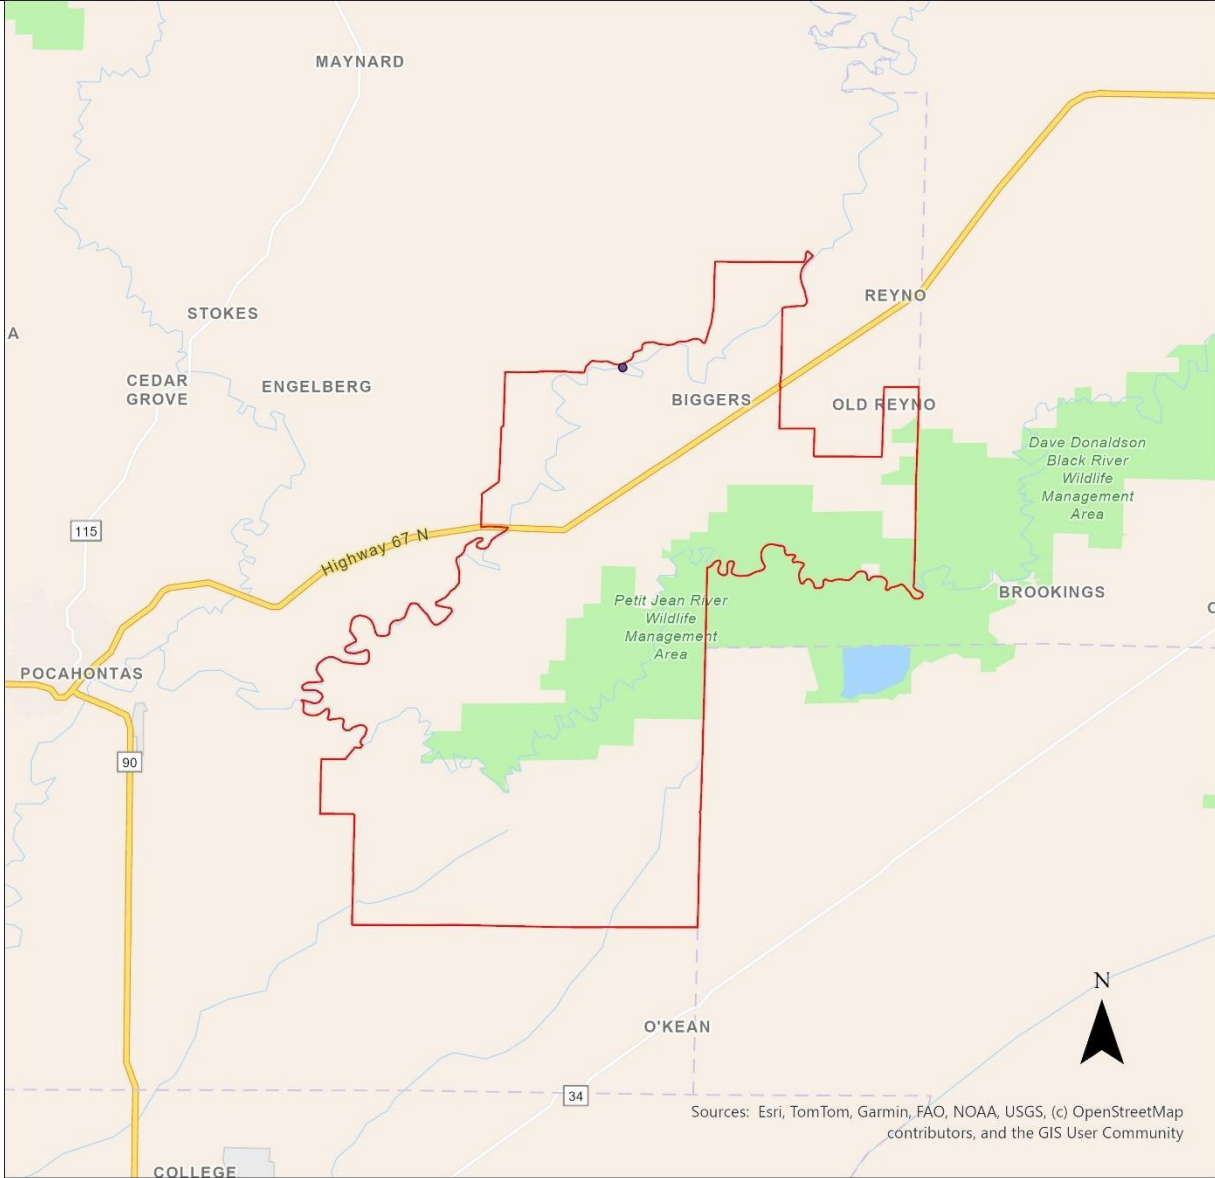 MAYNARD
REYNO
STOKES
A
CEDAR
GROVE
ENGELBERG
BIGGERS
OLD REYNO
Dave Donaldson
Black River
Wildlife
Management
Area
115
Highway 67 N
Petit Jean River
Wildlife
Management
Area
BROOKINGS
C
POCAHONTAS
90
N
O'KEAN
34
Sources: Esri, TomTom, Garmin, FAO, NOAA, USGS, (c) OpenStreetMap
contributors, and the GIS User Community
COLLEGE